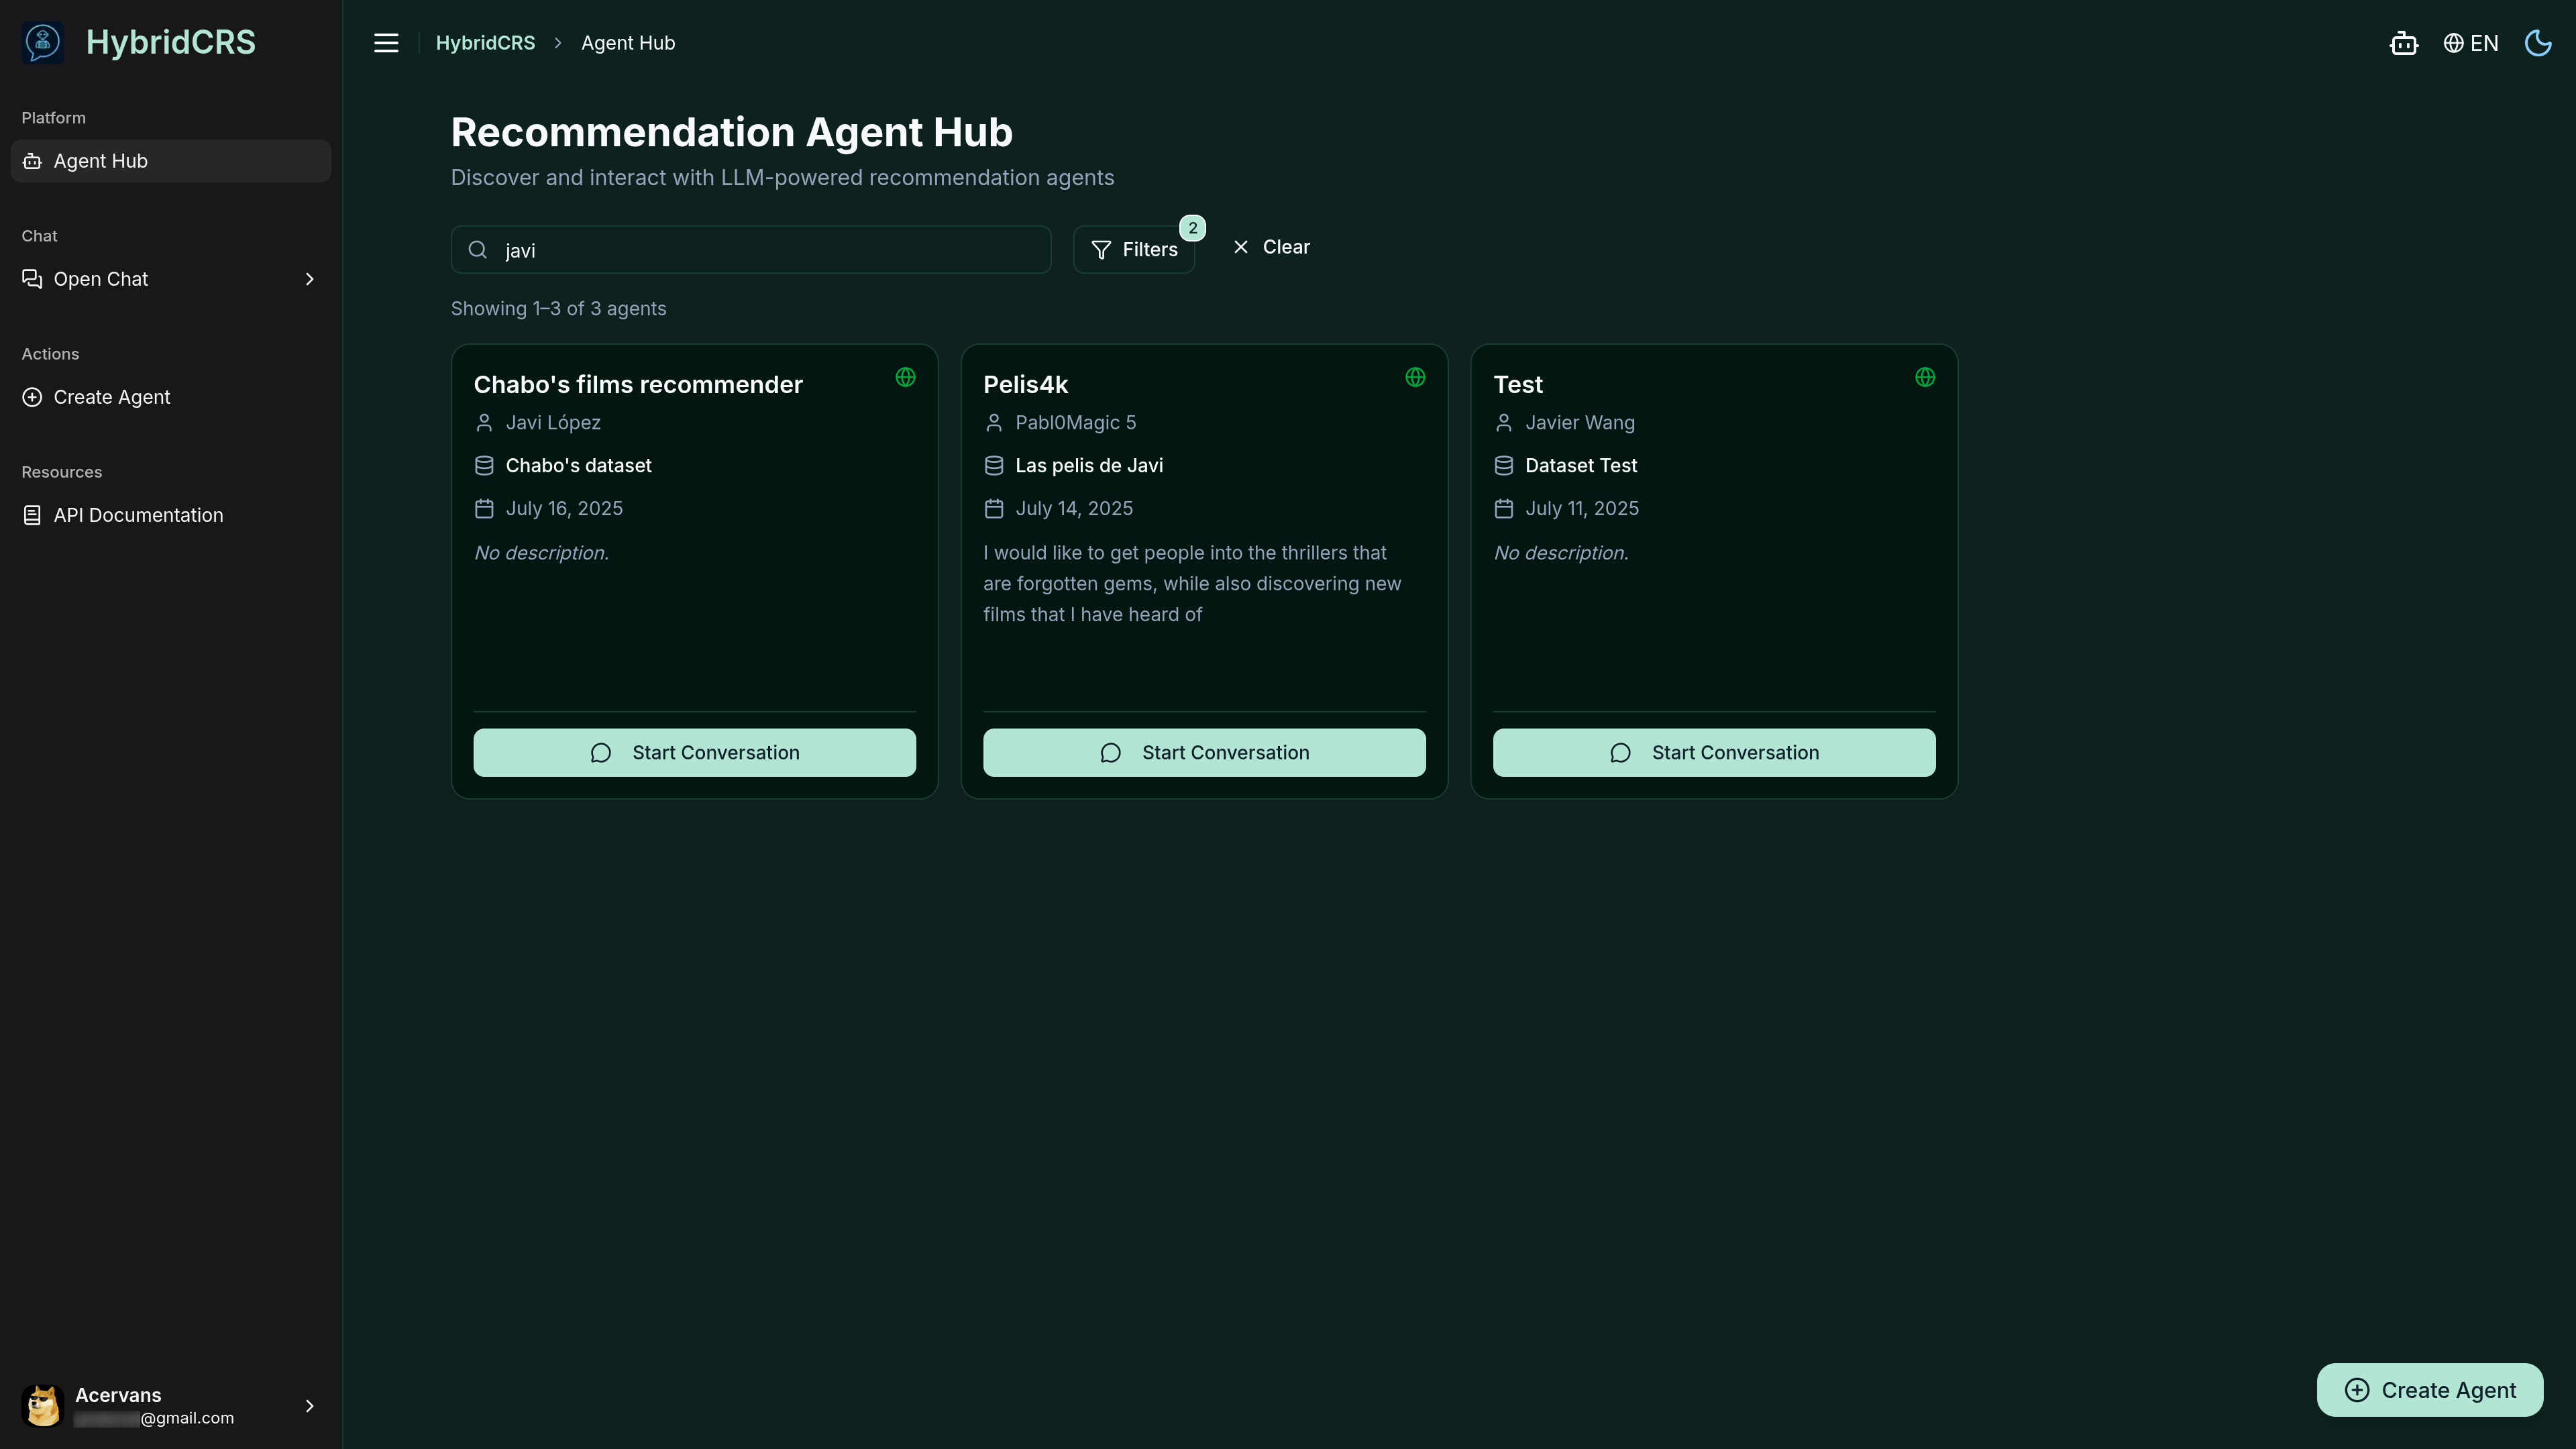 HybridCRS
Platform
Agent Hub
Chat
Open Chat
Actions
Create Agent
Resources
API Documentation
Acervans
@gmail.com
HybridCRS > Agent Hub
EN
Recommendation Agent Hub
Discover and interact with LLM-powered recommendation agents
javi
Filters
2
Clear
Showing 1–3 of 3 agents
Chabo's films recommender
Javi López
Chabo's dataset
July 16, 2025
No description.
Start Conversation
Pelis4k
Pabl0Magic 5
Las pelis de Javi
July 14, 2025
I would like to get people into the thrillers that
are forgotten gems, while also discovering new
films that I have heard of
Start Conversation
Test
Javier Wang
Dataset Test
July 11, 2025
No description.
Start Conversation
Create Agent